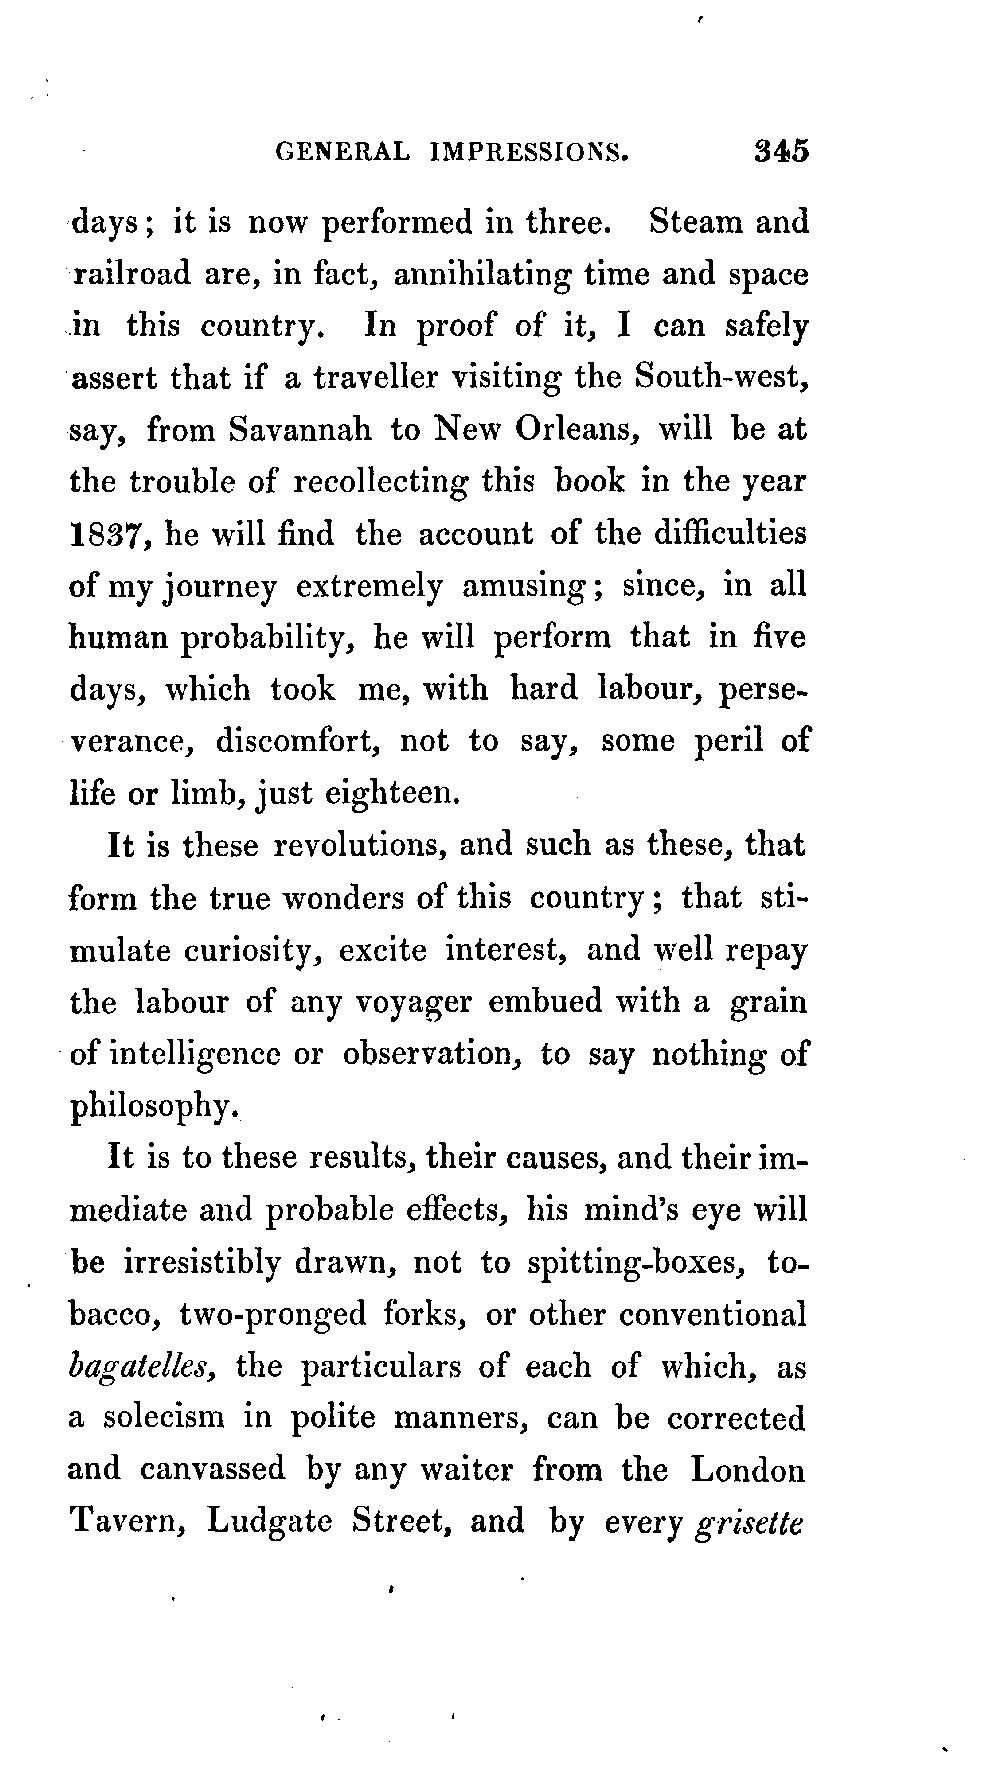 GENERAL IMPRESSIONS. 345
days; it is now performed in three. Steam and
railroad are, in fact, annihilating time and space
in this country. In proof of it, I can safely
assert that if a traveller visiting the South-west,
say, from Savannah to New Orleans, will be at
the trouble of recollecting this book in the year
1837, he will find the account of the difficulties
of my journey extremely amusing; since, in all
human probability, he will perform that in five
days, which took me, with hard labour, perse-
verance, discomfort, not to say, some peril of
life or limb, just eighteen.
It is these revolutions, and such as these, that
form the true wonders of this country; that sti-
mulate curiosity, excite interest, and well repay
the labour of any voyager embued with a grain
of intelligence or observation, to say nothing of
philosophy.
It is to these results, their causes, and their im-
mediate and probable effects, his mind's eye will
be irresistibly drawn, not to spitting-boxes, to-
bacco, two-pronged forks, or other conventional
bagatelles, the particulars of each of which, as
a solecism in polite manners, can be corrected
and canvassed by any waiter from the London
Tavern, Ludgate Street, and by every grisette